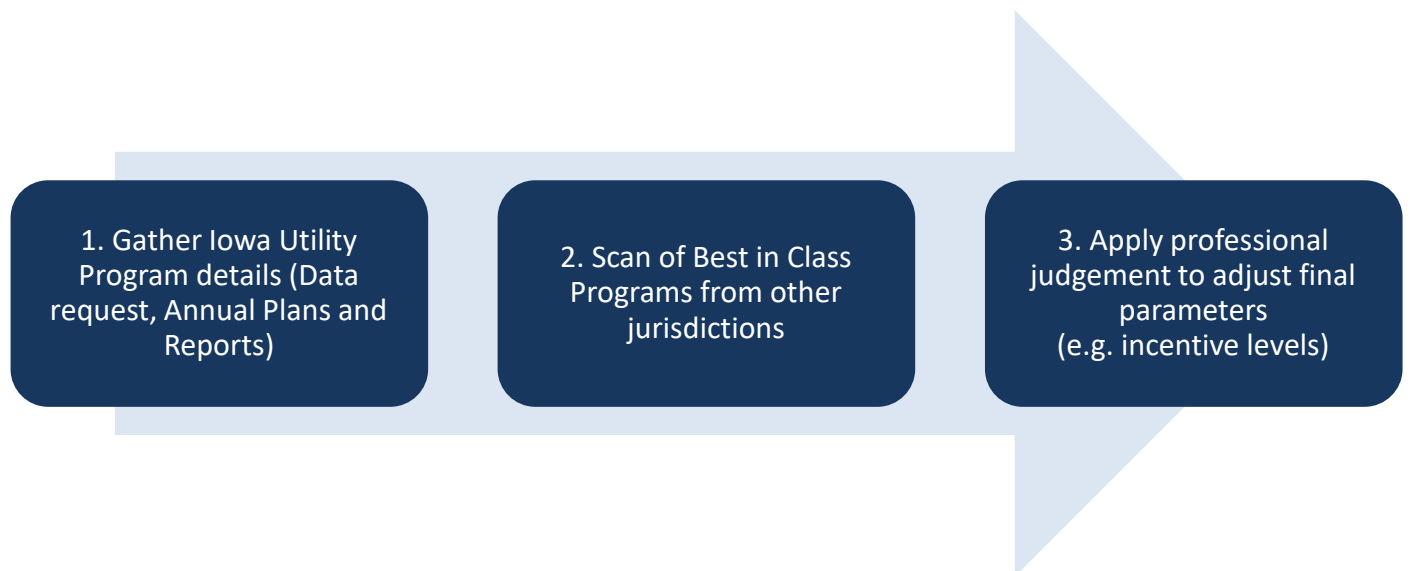 1. Gather Iowa Utility
Program details (Data
request, Annual Plans and
Reports)
2. Scan of Best in Class
Programs from other
jurisdictions
3. Apply professional
judgement to adjust final
parameters
(e.g. incentive levels)